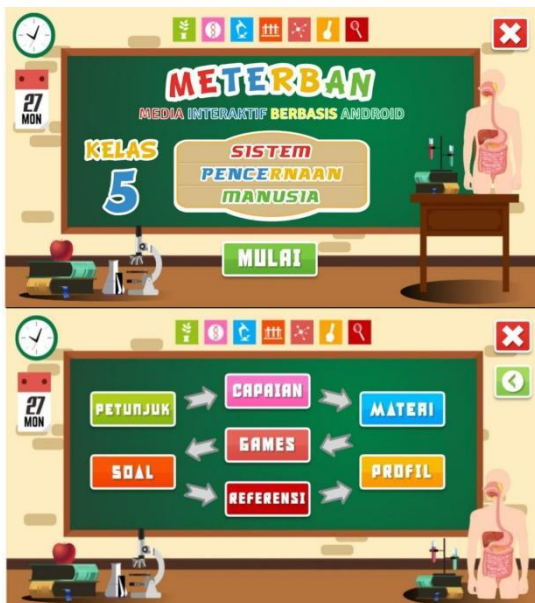 METERBAN
MEDIA INTERAKTIF BERBASIS ANDROID
KELAS
5
SISTEM
PENCERNAAN
MANUSIA
27
MON
MULAI
PETUNJUK
CAPAIAN
MATERI
SOAL
GAMES
PROFIL
REFERENSI
27
MON